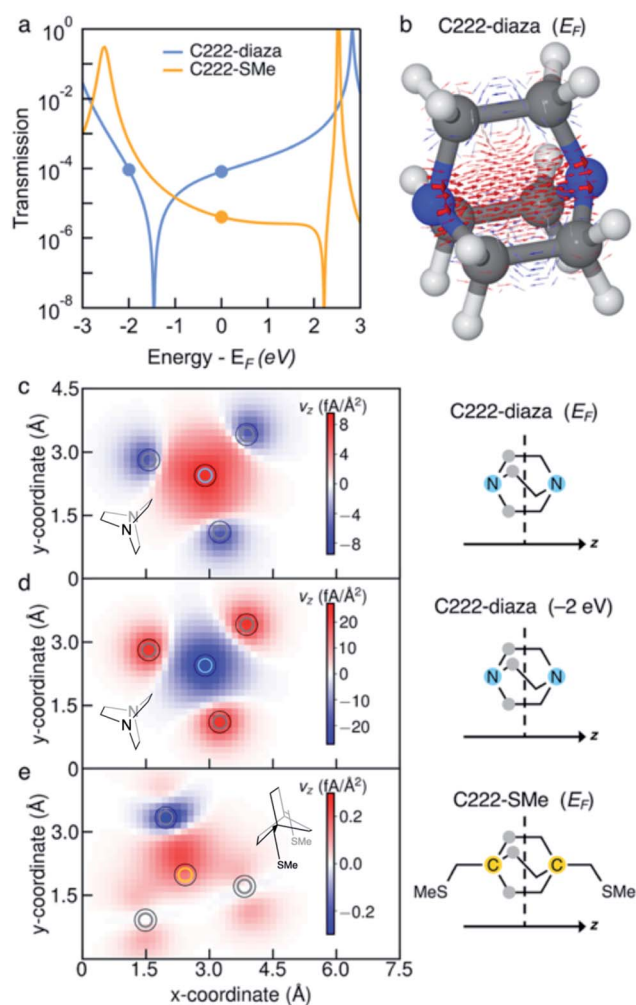 a
b C222-diaza (E_F)
C222-diaza
C222-SMe
Transmission
10^0
10^-2
10^-4
10^-6
10^-8
-3 -2 -1 0 1 2 3
Energy - E_F (eV)
c
4.5
3.0
1.5
0
y-coordinate (Å)
v_z (fA/Å²)
8
4
0
−4
−8
N
N
C222-diaza (E_F)
N N
z
d
3.0
1.5
0
y-coordinate (Å)
v_z (fA/Å²)
20
10
0
−10
−20
N
N
C222-diaza (−2 eV)
N N
z
e
3.0
1.5
0
y-coordinate (Å)
v_z (fA/Å²)
0.2
0.0
−0.2
SMe
SMe
C222-SMe (E_F)
C C
MeS
SMe
z
0 1.5 3.0 4.5 6.0 7.5
x-coordinate (Å)